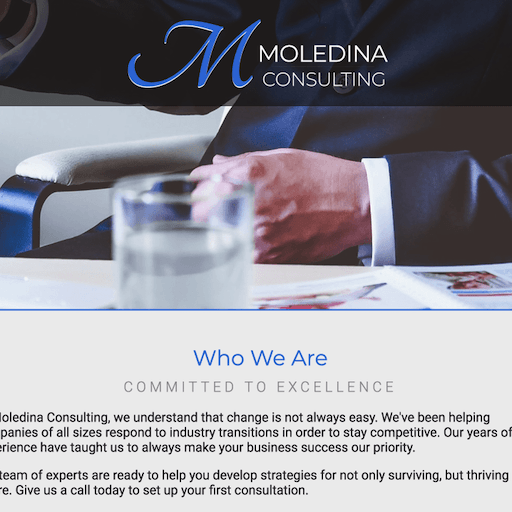 M MOLEDINA
CONSULTING
Who We Are
COMMITTED TO EXCELLENCE
oledina Consulting, we understand that change is not always easy. We've been helping
panies of all sizes respond to industry transitions in order to stay competitive. Our years of
erience have taught us to always make your business success our priority.
team of experts are ready to help you develop strategies for not only surviving, but thriving
re. Give us a call today to set up your first consultation.